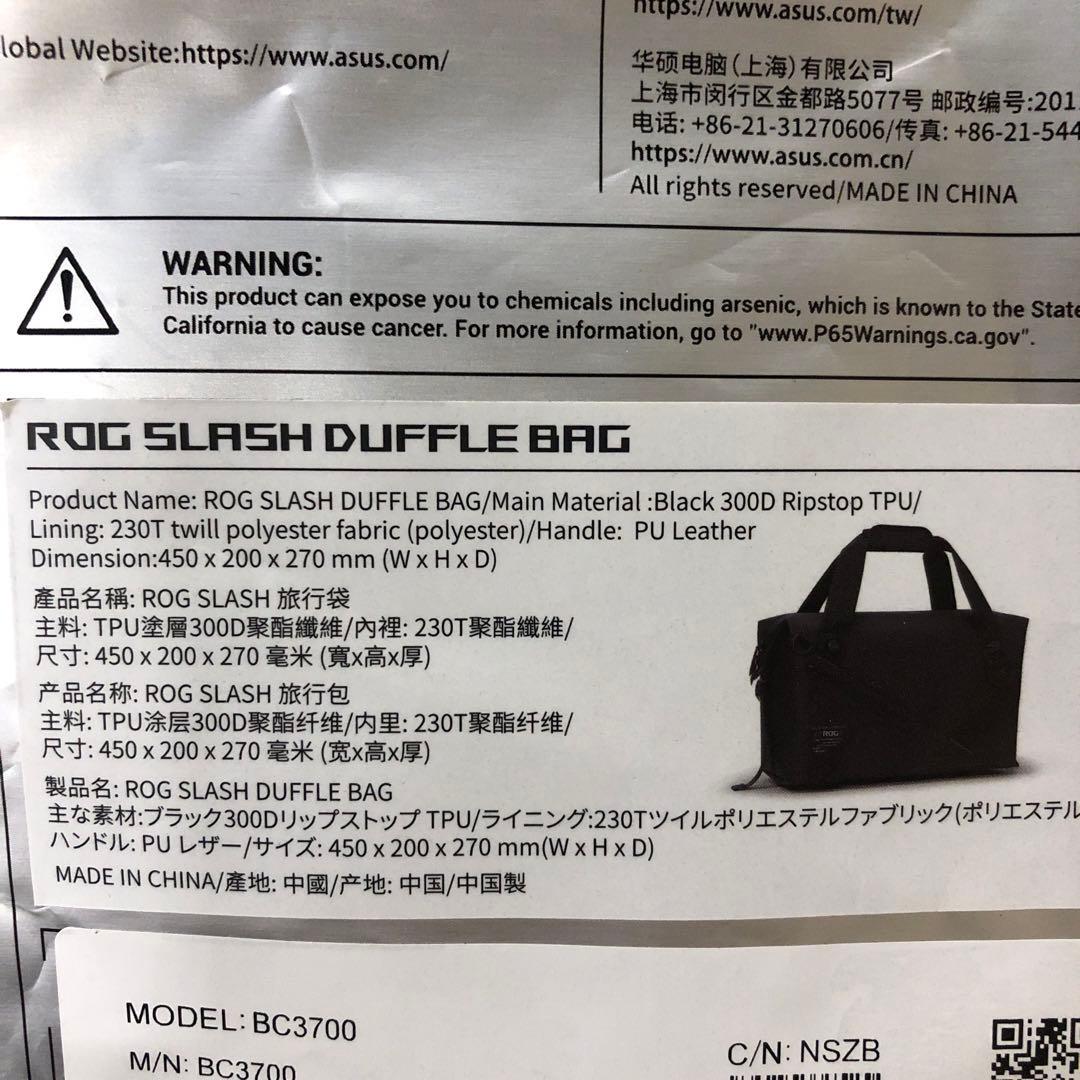 lobal Website:https://www.asus.com/
https://www.asus.com/tw/
华硕电脑(上海)有限公司
上海市闵行区金都路5077号 邮政编号:201
电话: +86-21-31270606/传真: +86-21-544
https://www.asus.com.cn/
All rights reserved/MADE IN CHINA
WARNING:
This product can expose you to chemicals including arsenic, which is known to the State
California to cause cancer. For more information, go to "www.P65Warnings.ca.gov".
ROG SLASH DUFFLE BAG
Product Name: ROG SLASH DUFFLE BAG/Main Material :Black 300D Ripstop TPU/
Lining: 230T twill polyester fabric (polyester)/Handle: PU Leather
Dimension:450 x 200 x 270 mm (W x H x D)
產品名稱: ROG SLASH 旅行袋
主料: TPU塗層300D聚酯纖維/內裡: 230T聚酯纖維/
尺寸: 450 x 200 x 270 毫米 (寬x高x厚)
产品名称: ROG SLASH 旅行包
主料: TPU涂层300D聚酯纤维/内里: 230T聚酯纤维/
尺寸: 450 x 200 x 270 毫米 (宽x高x厚)
製品名: ROG SLASH DUFFLE BAG
主な素材:ブラック300Dリップストップ TPU/ライニング:230Tツイルポリエステルファブリック(ポリエステル
ハンドル: PU レザー/サイズ: 450 x 200 x 270 mm(W x H x D)
MADE IN CHINA/產地: 中國/产地: 中国/中国製
ROG
MODEL: BC3700
M/N: BC3700
C/N: NSZB